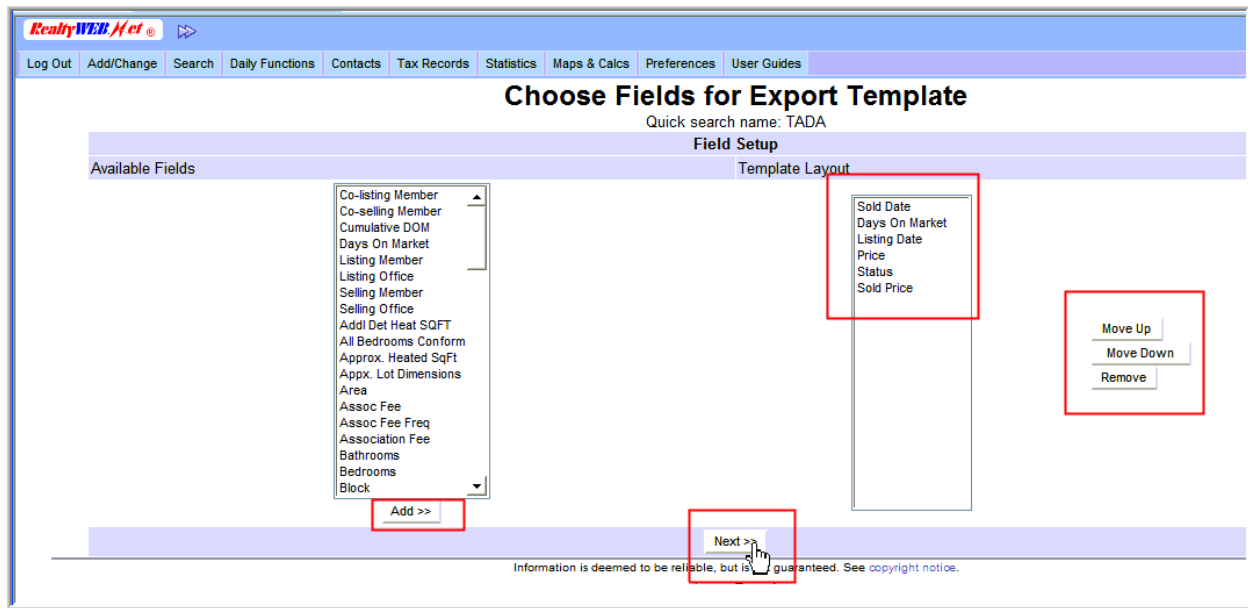 RealtyWEB.Net ®
Log Out Add/Change Search Daily Functions Contacts Tax Records Statistics Maps & Calcs Preferences User Guides
Choose Fields for Export Template
Quick search name: TADA
Field Setup
Available Fields
Template Layout
Co-listing Member
Co-selling Member
Cumulative DOM
Days On Market
Listing Member
Listing Office
Selling Member
Selling Office
Addl Det Heat SQFT
All Bedrooms Conform
Approx. Heated SqFt
Appx. Lot Dimensions
Area
Assoc Fee
Assoc Fee Freq
Association Fee
Bathrooms
Bedrooms
Block
Add >>
Sold Date
Days On Market
Listing Date
Price
Status
Sold Price
Move Up
Move Down
Remove
Next >>
Information is deemed to be reliable, but is guaranteed. See copyright notice.